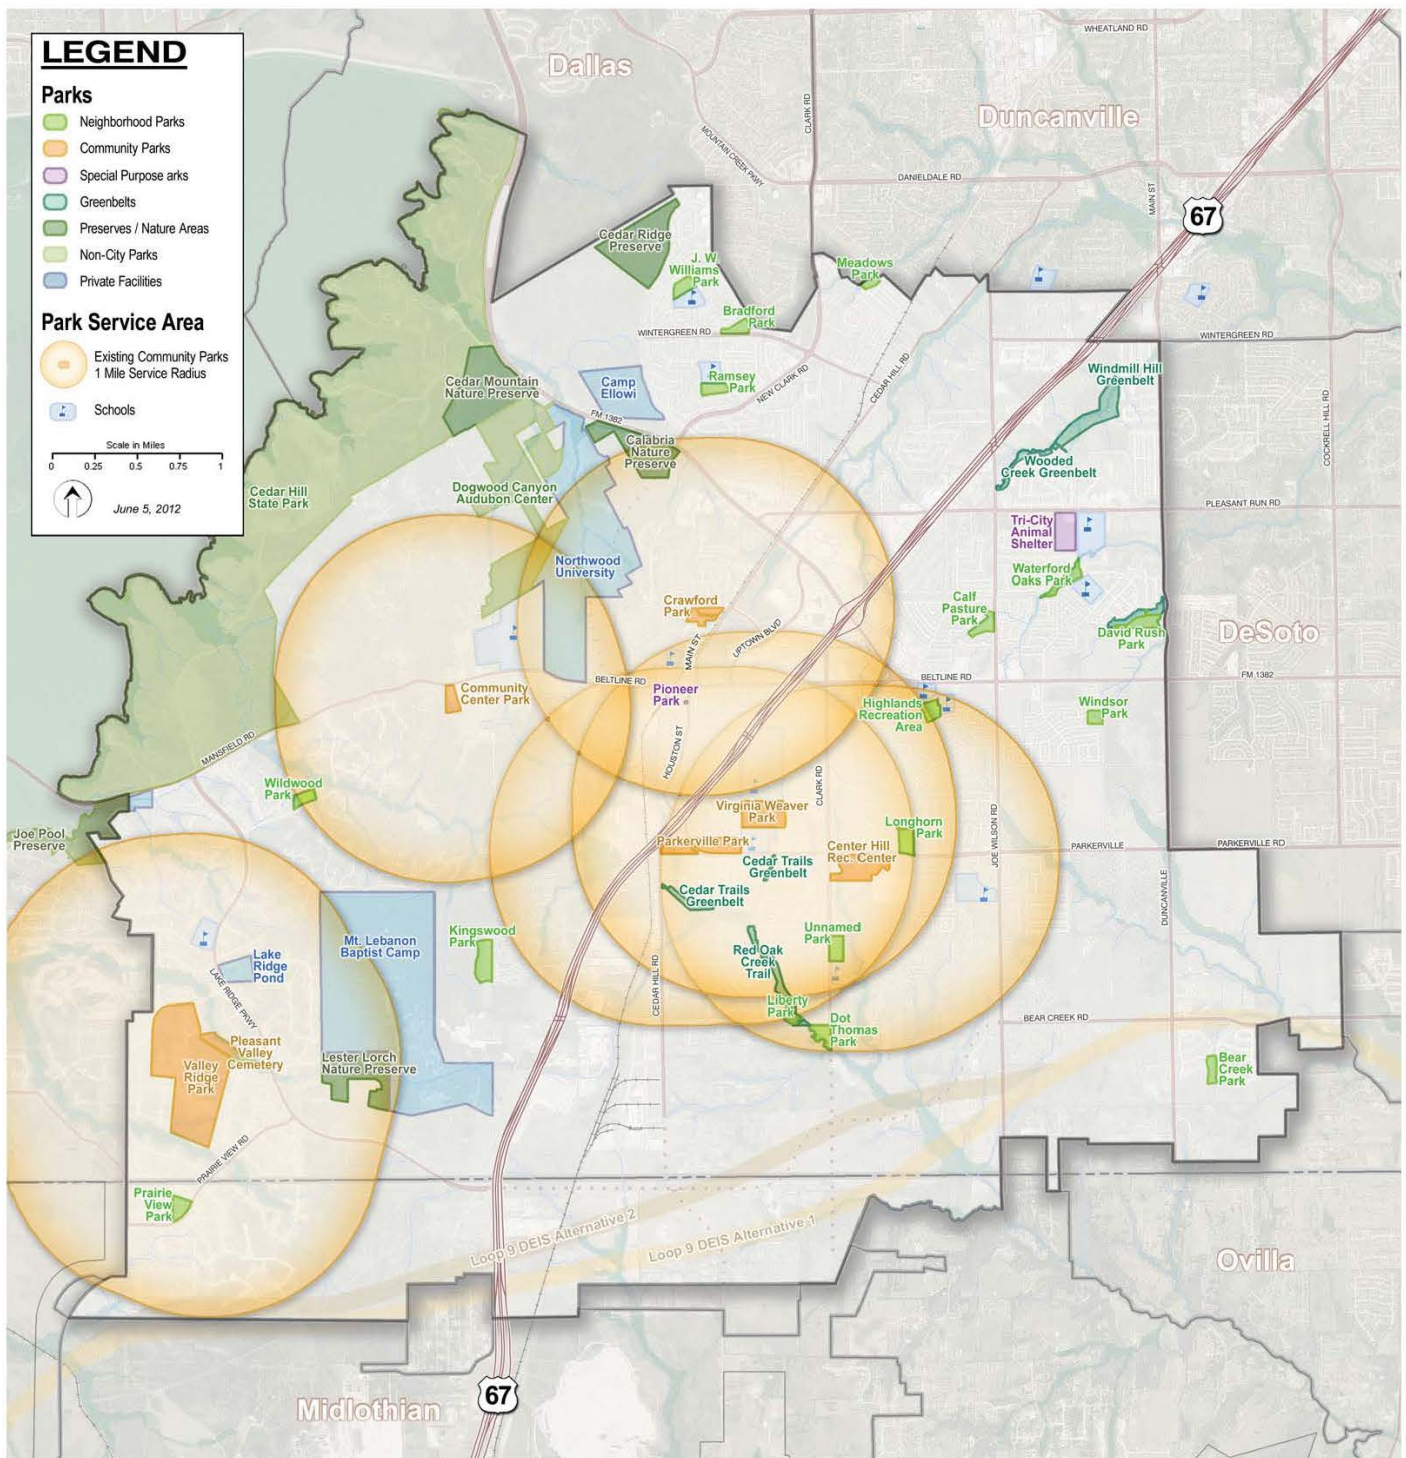 LEGEND
Parks
Neighborhood Parks
Community Parks
Special Purpose arks
Greenbelts
Preserves / Nature Areas
Non-City Parks
Private Facilities
Park Service Area
Existing Community Parks
1 Mile Service Radius
Schools
Scale in Miles
0 0.25 0.5 0.75 1
June 5, 2012
Dallas
Duncanville
WHEATLAND RD
CLARK RD
MOUNTAIN CREEK PKWY
DANIELDALE RD
MAIN ST
67
Cedar Ridge
Preserve
J. W.
Williams
Park
Meadows
Park
Bradford
Park
WINTERGREEN RD
WINTERGREEN RD
Cedar Mountain
Nature Preserve
Camp
Ellowi
Ramsey
Park
NEW CLARK RD
CEDAR HILL RD
Windmill Hill
Greenbelt
COCKRELL HILL RD
FM 1382
Calabria
Nature
Preserve
Wooded
Creek Greenbelt
Cedar Hill
State Park
Dogwood Canyon
Audubon Center
PLEASANT RUN RD
Tri-City
Animal
Shelter
Northwood
University
Waterford
Oaks Park
Crawford
Park
Calf
Pasture
Park
David Rush
Park
DeSoto
MAIN ST
UPTOWN BLVD
BELTLINE RD
BELTLINE RD
FM 1382
Community
Center Park
Pioneer
Park
Highlands
Recreation
Area
Windsor
Park
MANSFIELD RD
HOUSTON ST
CLARK RD
Wildwood
Park
Virginia Weaver
Park
Longhorn
Park
JOE WILSON RD
Joe Pool
Preserve
Parkerville Park
Center Hill
Rec. Center
PARKERVILLE
PARKERVILLE RD
Cedar Trails
Greenbelt
Cedar Trails
Greenbelt
DUNCANVILLE
Kingswood
Park
Unnamed
Park
Mt. Lebanon
Baptist Camp
Lake
Ridge
Pond
Red Oak
Creek
Trail
LAKE RIDGE PKWY
CEDAR HILL RD
Liberty
Park
Dot
Thomas
Park
BEAR CREEK RD
Pleasant
Valley
Cemetery
Valley
Ridge
Park
Lester Lorch
Nature Preserve
Bear
Creek
Park
PRAIRIE VIEW RD
Prairie
View
Park
Loop 9 DEIS Alternative 2
Loop 9 DEIS Alternative 1
Ovilla
67
Midlothian